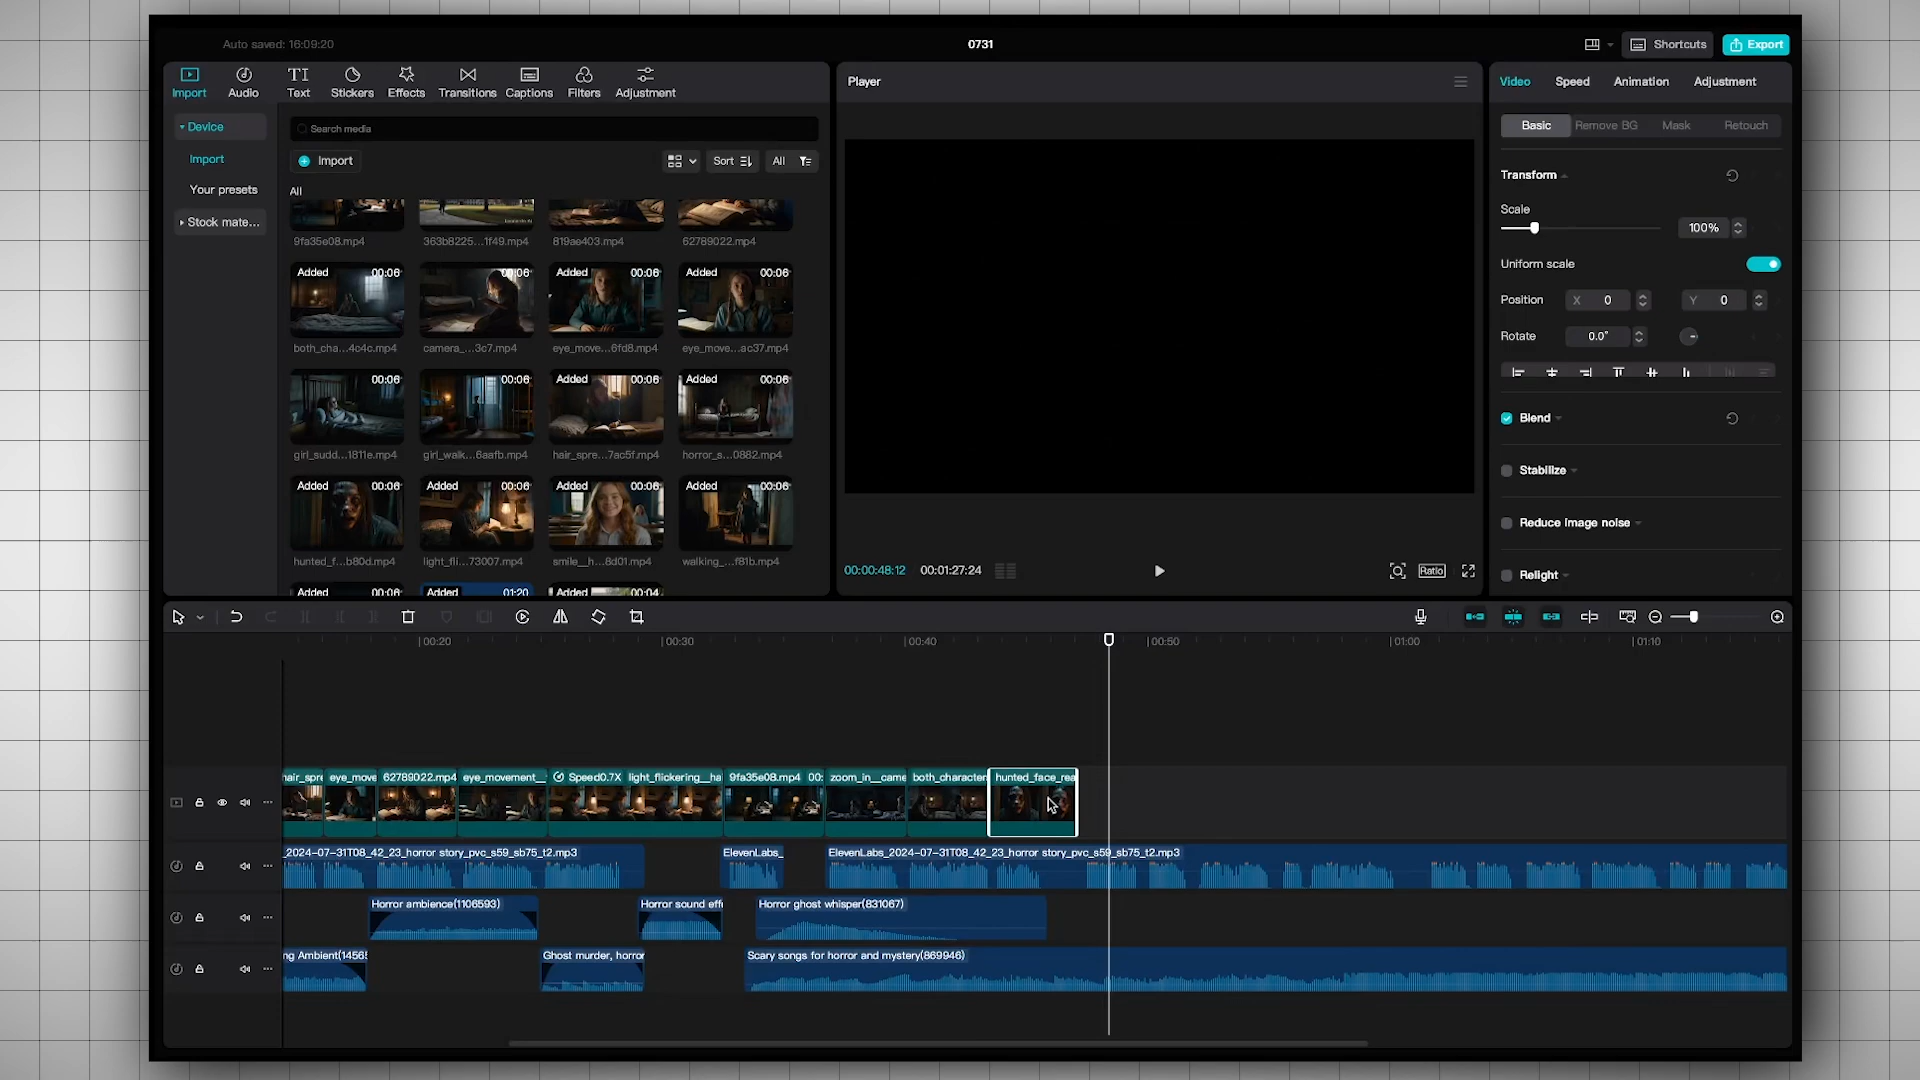 Auto saved: 16:09:20
0731
Shortcuts
Export
Import
Audio
TI
Text
Stickers
Effects
Transitions
Captions
Filters
Adjustment
Device
Import
Your presets
Stock mate...
Search media
Import
Sort
All
All
9fa35e08.mp4
363b8225...1f49.mp4
819ae403.mp4
62789022.mp4
Added 00:06
00:06
Added 00:06
Added 00:06
both_cha...4c4c.mp4
camera_...3c7.mp4
eye_move...6fd8.mp4
eye_move...ac37.mp4
00:06
00:06
Added 00:06
Added 00:06
girl_sudd...1811e.mp4
girl_walk...6aafb.mp4
hair_spre...7ac5f.mp4
horror_s...0882.mp4
Added 00:06
Added 00:06
Added 00:06
Added 00:06
hunted_f...b80d.mp4
light_fli...73007.mp4
smile__h...8d01.mp4
walking_...f81b.mp4
00:06
Added 01:20
00:04
Player
00:00:48:12
00:01:27:24
Ratio
Video
Speed
Animation
Adjustment
Basic
Remove BG
Mask
Retouch
Transform
Scale
100%
Uniform scale
Position
X 0
Y 0
Rotate
0.0°
Blend
Stabilize
Reduce image noise
Relight
00:20
00:30
00:40
00:50
01:00
01:10
hair_spre
eye_move
62789022.mp4
eye_movement_
Speed0.7X
light_flickering__hai
9fa35e08.mp4 00:
zoom_in__came
both_character
hunted_face_rea
_2024-07-31T08_42_23_horror story_pvc_s59_sb75_t2.mp3
ElevenLabs_
ElevenLabs_2024-07-31T08_42_23_horror story_pvc_s59_sb75_t2.mp3
Horror ambience(1106593)
Horror sound effe
Horror ghost whisper(831067)
ng Ambient(14565
Ghost murder, horror
Scary songs for horror and mystery(869946)